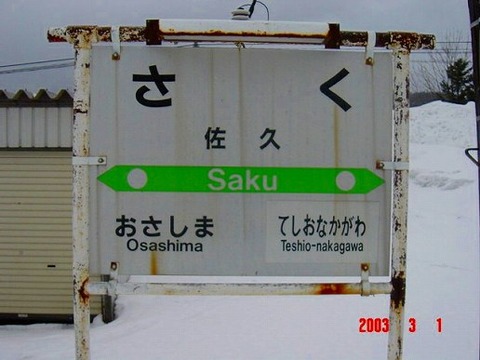 さく
佐久
Saku
おさしま
Osashima
てしおなかがわ
Teshio-nakagawa
2003 3 1